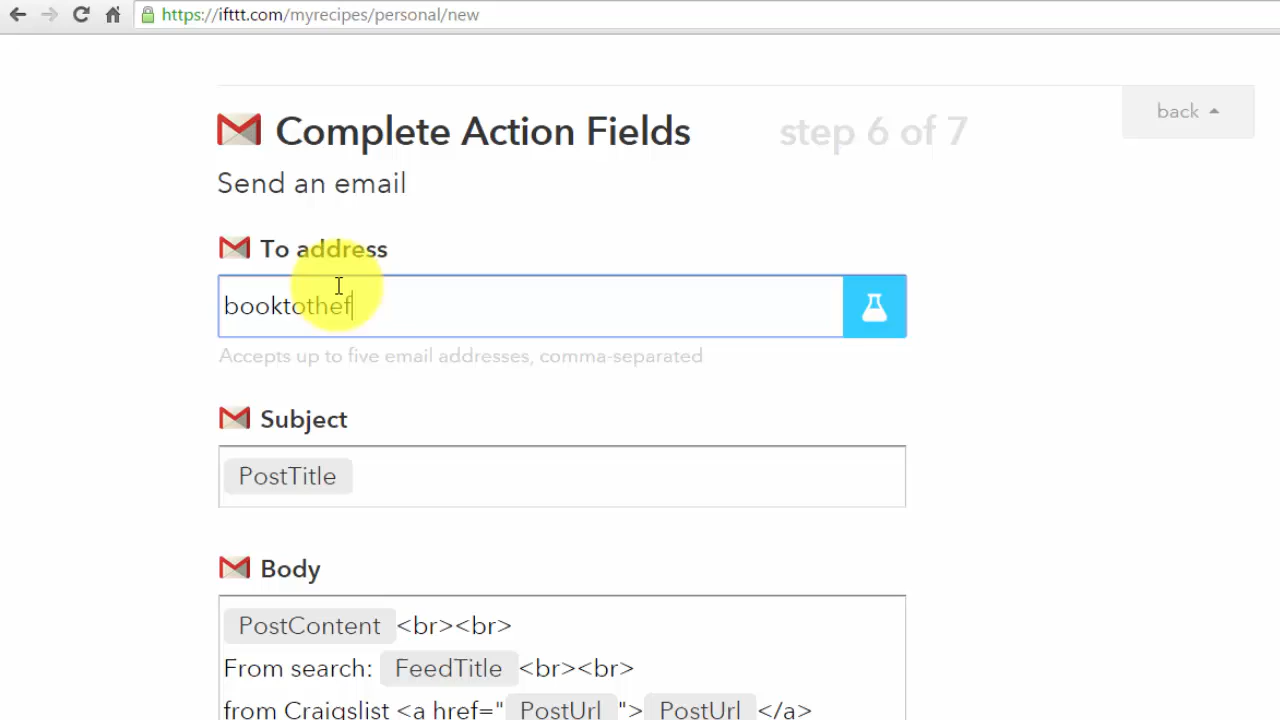 https://ifttt.com/myrecipes/personal/new
back
Complete Action Fields step 6 of 7
Send an email
To address
booktothef
Accepts up to five email addresses, comma-separated
Subject
PostTitle
Body
PostContent <br><br>
From search: FeedTitle <br><br>
from Craigslist <a href=" PostUrl "> PostUrl </a>